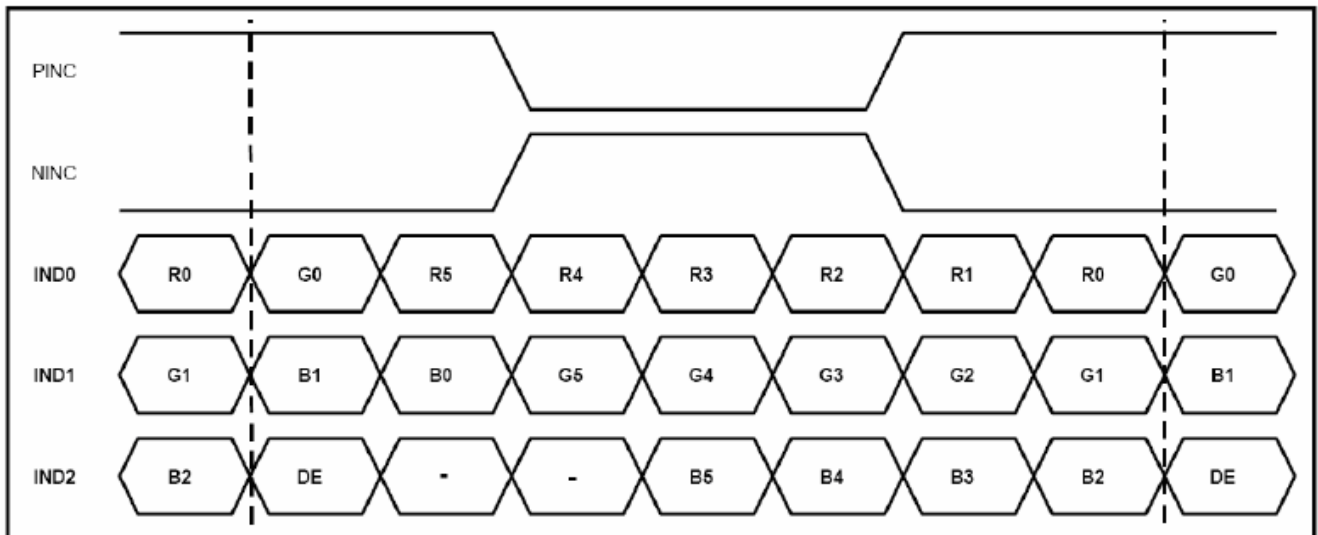 PINC
NINC
IND0 R0 G0 R5 R4 R3 R2 R1 R0 G0
IND1 G1 B1 B0 G5 G4 G3 G2 G1 B1
IND2 B2 DE - - B5 B4 B3 B2 DE